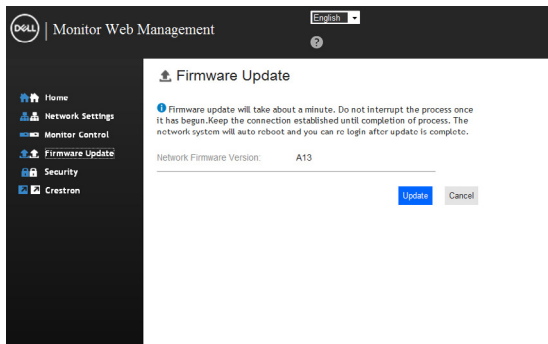 DELL | Monitor Web Management
English
?
Home
Network Settings
Monitor Control
Firmware Update
Security
Crestron
Firmware Update
Firmware update will take about a minute. Do not interrupt the process once
it has begun.Keep the connection established until completion of process. The
network system will auto reboot and you can re login after update is complete.
Network Firmware Version: A13
Update Cancel